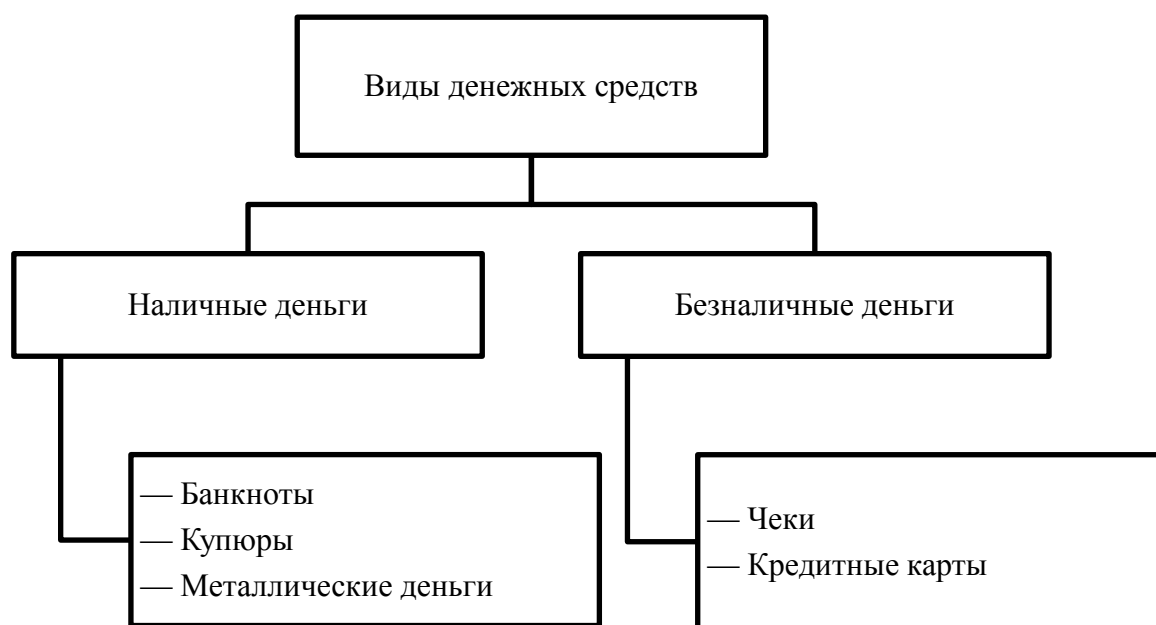 Виды денежных средств
Наличные деньги
Безналичные деньги
— Банкноты
— Купюры
— Металлические деньги
— Чеки
— Кредитные карты